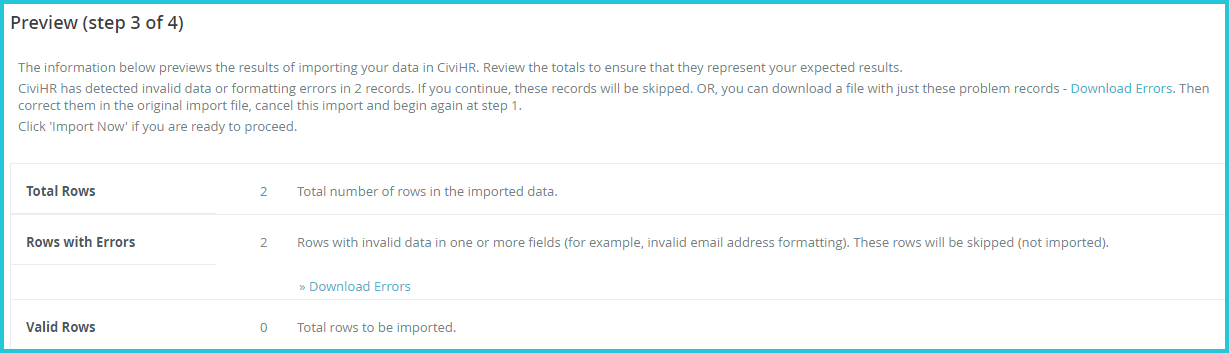 Preview (step 3 of 4)
The information below previews the results of importing your data in CiviHR. Review the totals to ensure that they represent your expected results.
CiviHR has detected invalid data or formatting errors in 2 records. If you continue, these records will be skipped. OR, you can download a file with just these problem records - Download Errors. Then
correct them in the original import file, cancel this import and begin again at step 1.
Click 'Import Now' if you are ready to proceed.
Total Rows 2 Total number of rows in the imported data.
Rows with Errors 2 Rows with invalid data in one or more fields (for example, invalid email address formatting). These rows will be skipped (not imported).
» Download Errors
Valid Rows 0 Total rows to be imported.